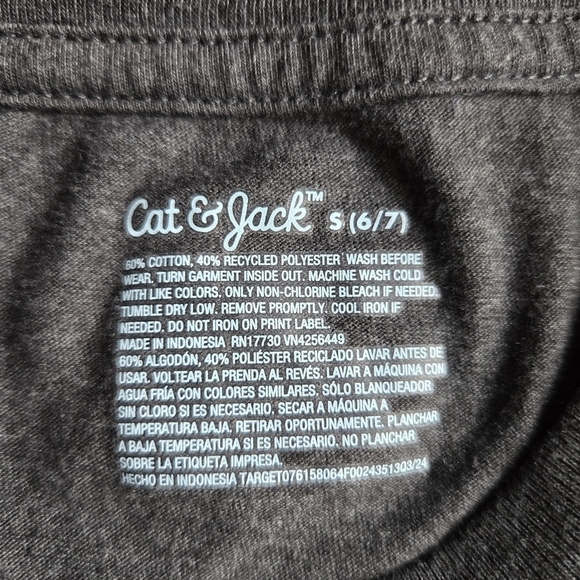 Cat & Jack™ S (6/7)
60% COTTON, 40% RECYCLED POLYESTER WASH BEFORE
WEAR. TURN GARMENT INSIDE OUT. MACHINE WASH COLD
WITH LIKE COLORS. ONLY NON-CHLORINE BLEACH IF NEEDED.
TUMBLE DRY LOW. REMOVE PROMPTLY. COOL IRON IF
NEEDED. DO NOT IRON ON PRINT LABEL.
MADE IN INDONESIA RN17730 VN4256449
60% ALGODÓN, 40% POLIÉSTER RECICLADO LAVAR ANTES DE
USAR. VOLTEAR LA PRENDA AL REVÉS. LAVAR A MÁQUINA CON
AGUA FRÍA CON COLORES SIMILARES. SÓLO BLANQUEADOR
SIN CLORO SI ES NECESARIO. SECAR A MÁQUINA A
TEMPERATURA BAJA. RETIRAR OPORTUNAMENTE. PLANCHAR
A BAJA TEMPERATURA SI ES NECESARIO. NO PLANCHAR
SOBRE LA ETIQUETA IMPRESA.
HECHO EN INDONESIA TARGET076158064F0024351303/24